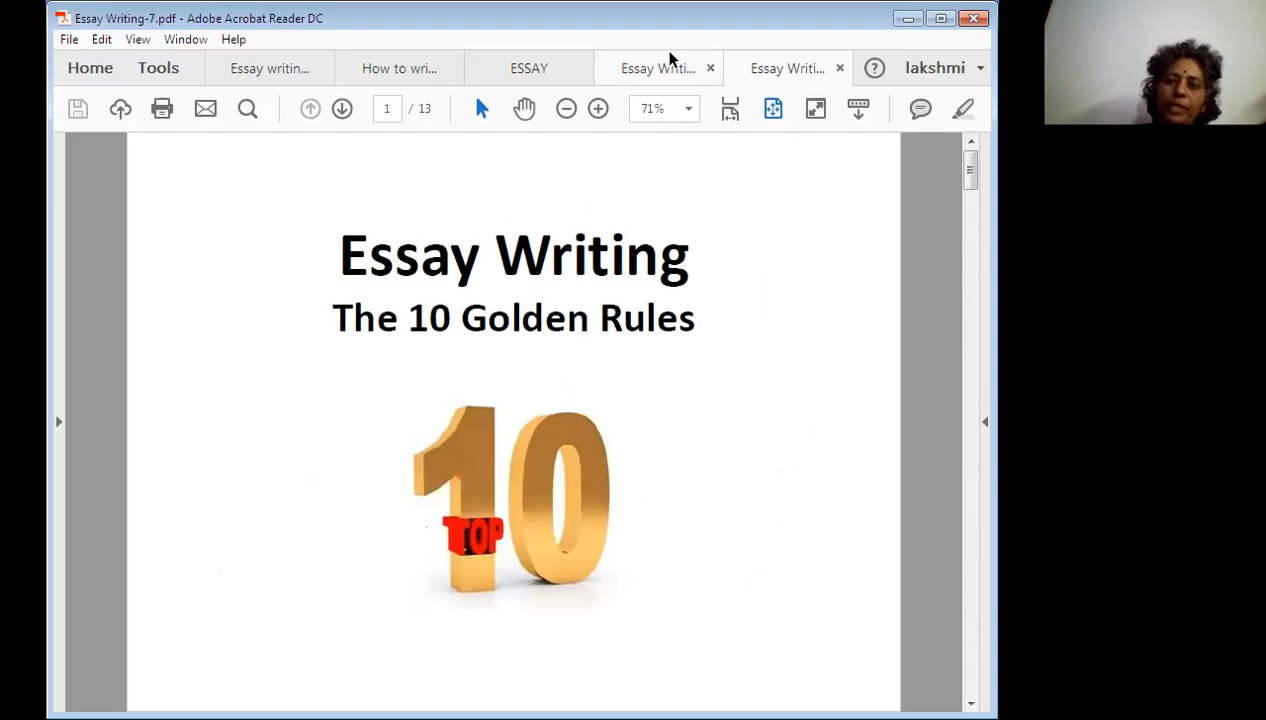 Essay Writing-7.pdf - Adobe Acrobat Reader DC
File Edit View Window Help
Home Tools Essay writin... How to wri... ESSAY Essay Writi... Essay Writi... lakshmi
1 / 13 71%
Essay Writing
The 10 Golden Rules
10
TOP